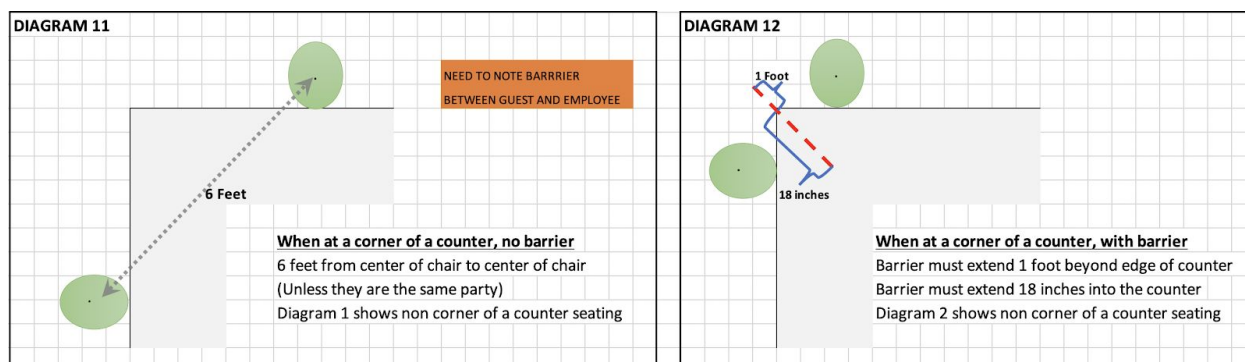 DIAGRAM 11
NEED TO NOTE BARRRIER
BETWEEN GUEST AND EMPLOYEE
6 Feet
When at a corner of a counter, no barrier
6 feet from center of chair to center of chair
(Unless they are the same party)
Diagram 1 shows non corner of a counter seating
DIAGRAM 12
1 Foot
18 inches
When at a corner of a counter, with barrier
Barrier must extend 1 foot beyond edge of counter
Barrier must extend 18 inches into the counter
Diagram 2 shows non corner of a counter seating